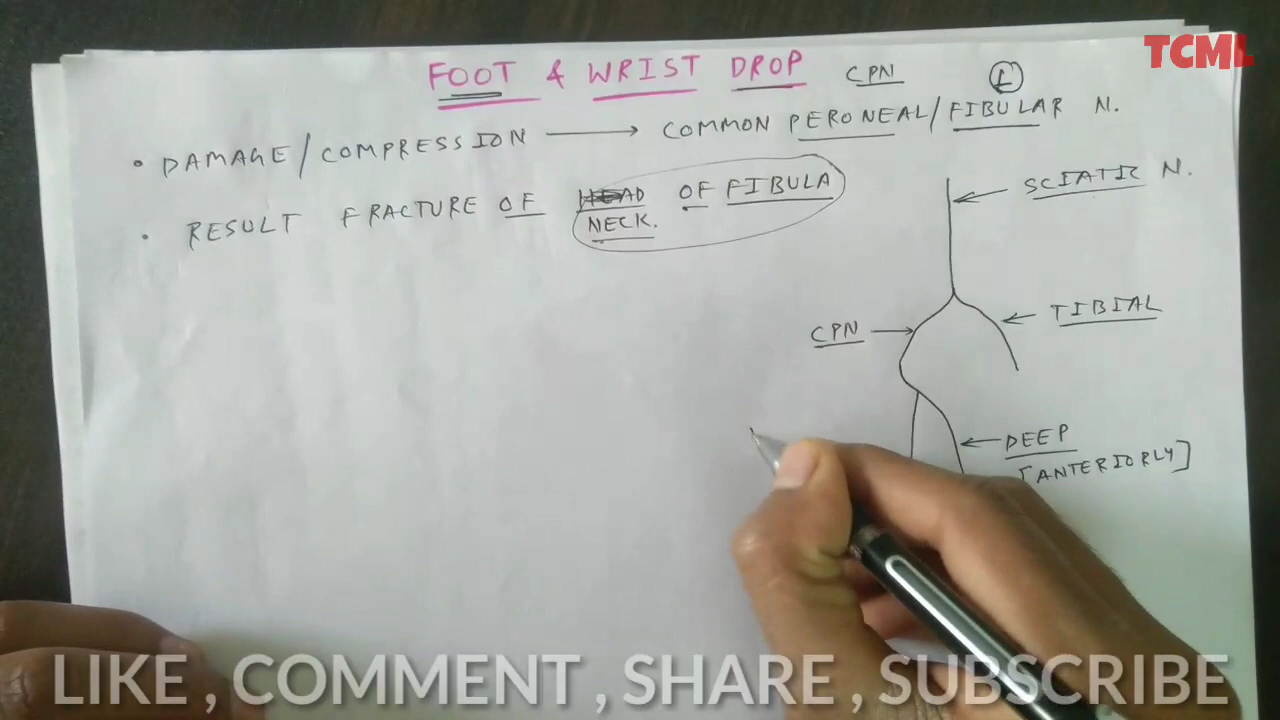 TCML
FOOT & WRIST DROP CPN L
• DAMAGE/COMPRESSION → COMMON PERONEAL/FIBULAR N.
• RESULT FRACTURE OF HEAD OF FIBULA
NECK.
SCIATIC N.
TIBIAL
CPN
DEEP
[ANTERIORLY]
LIKE , COMMENT , SHARE , SUBSCRIBE